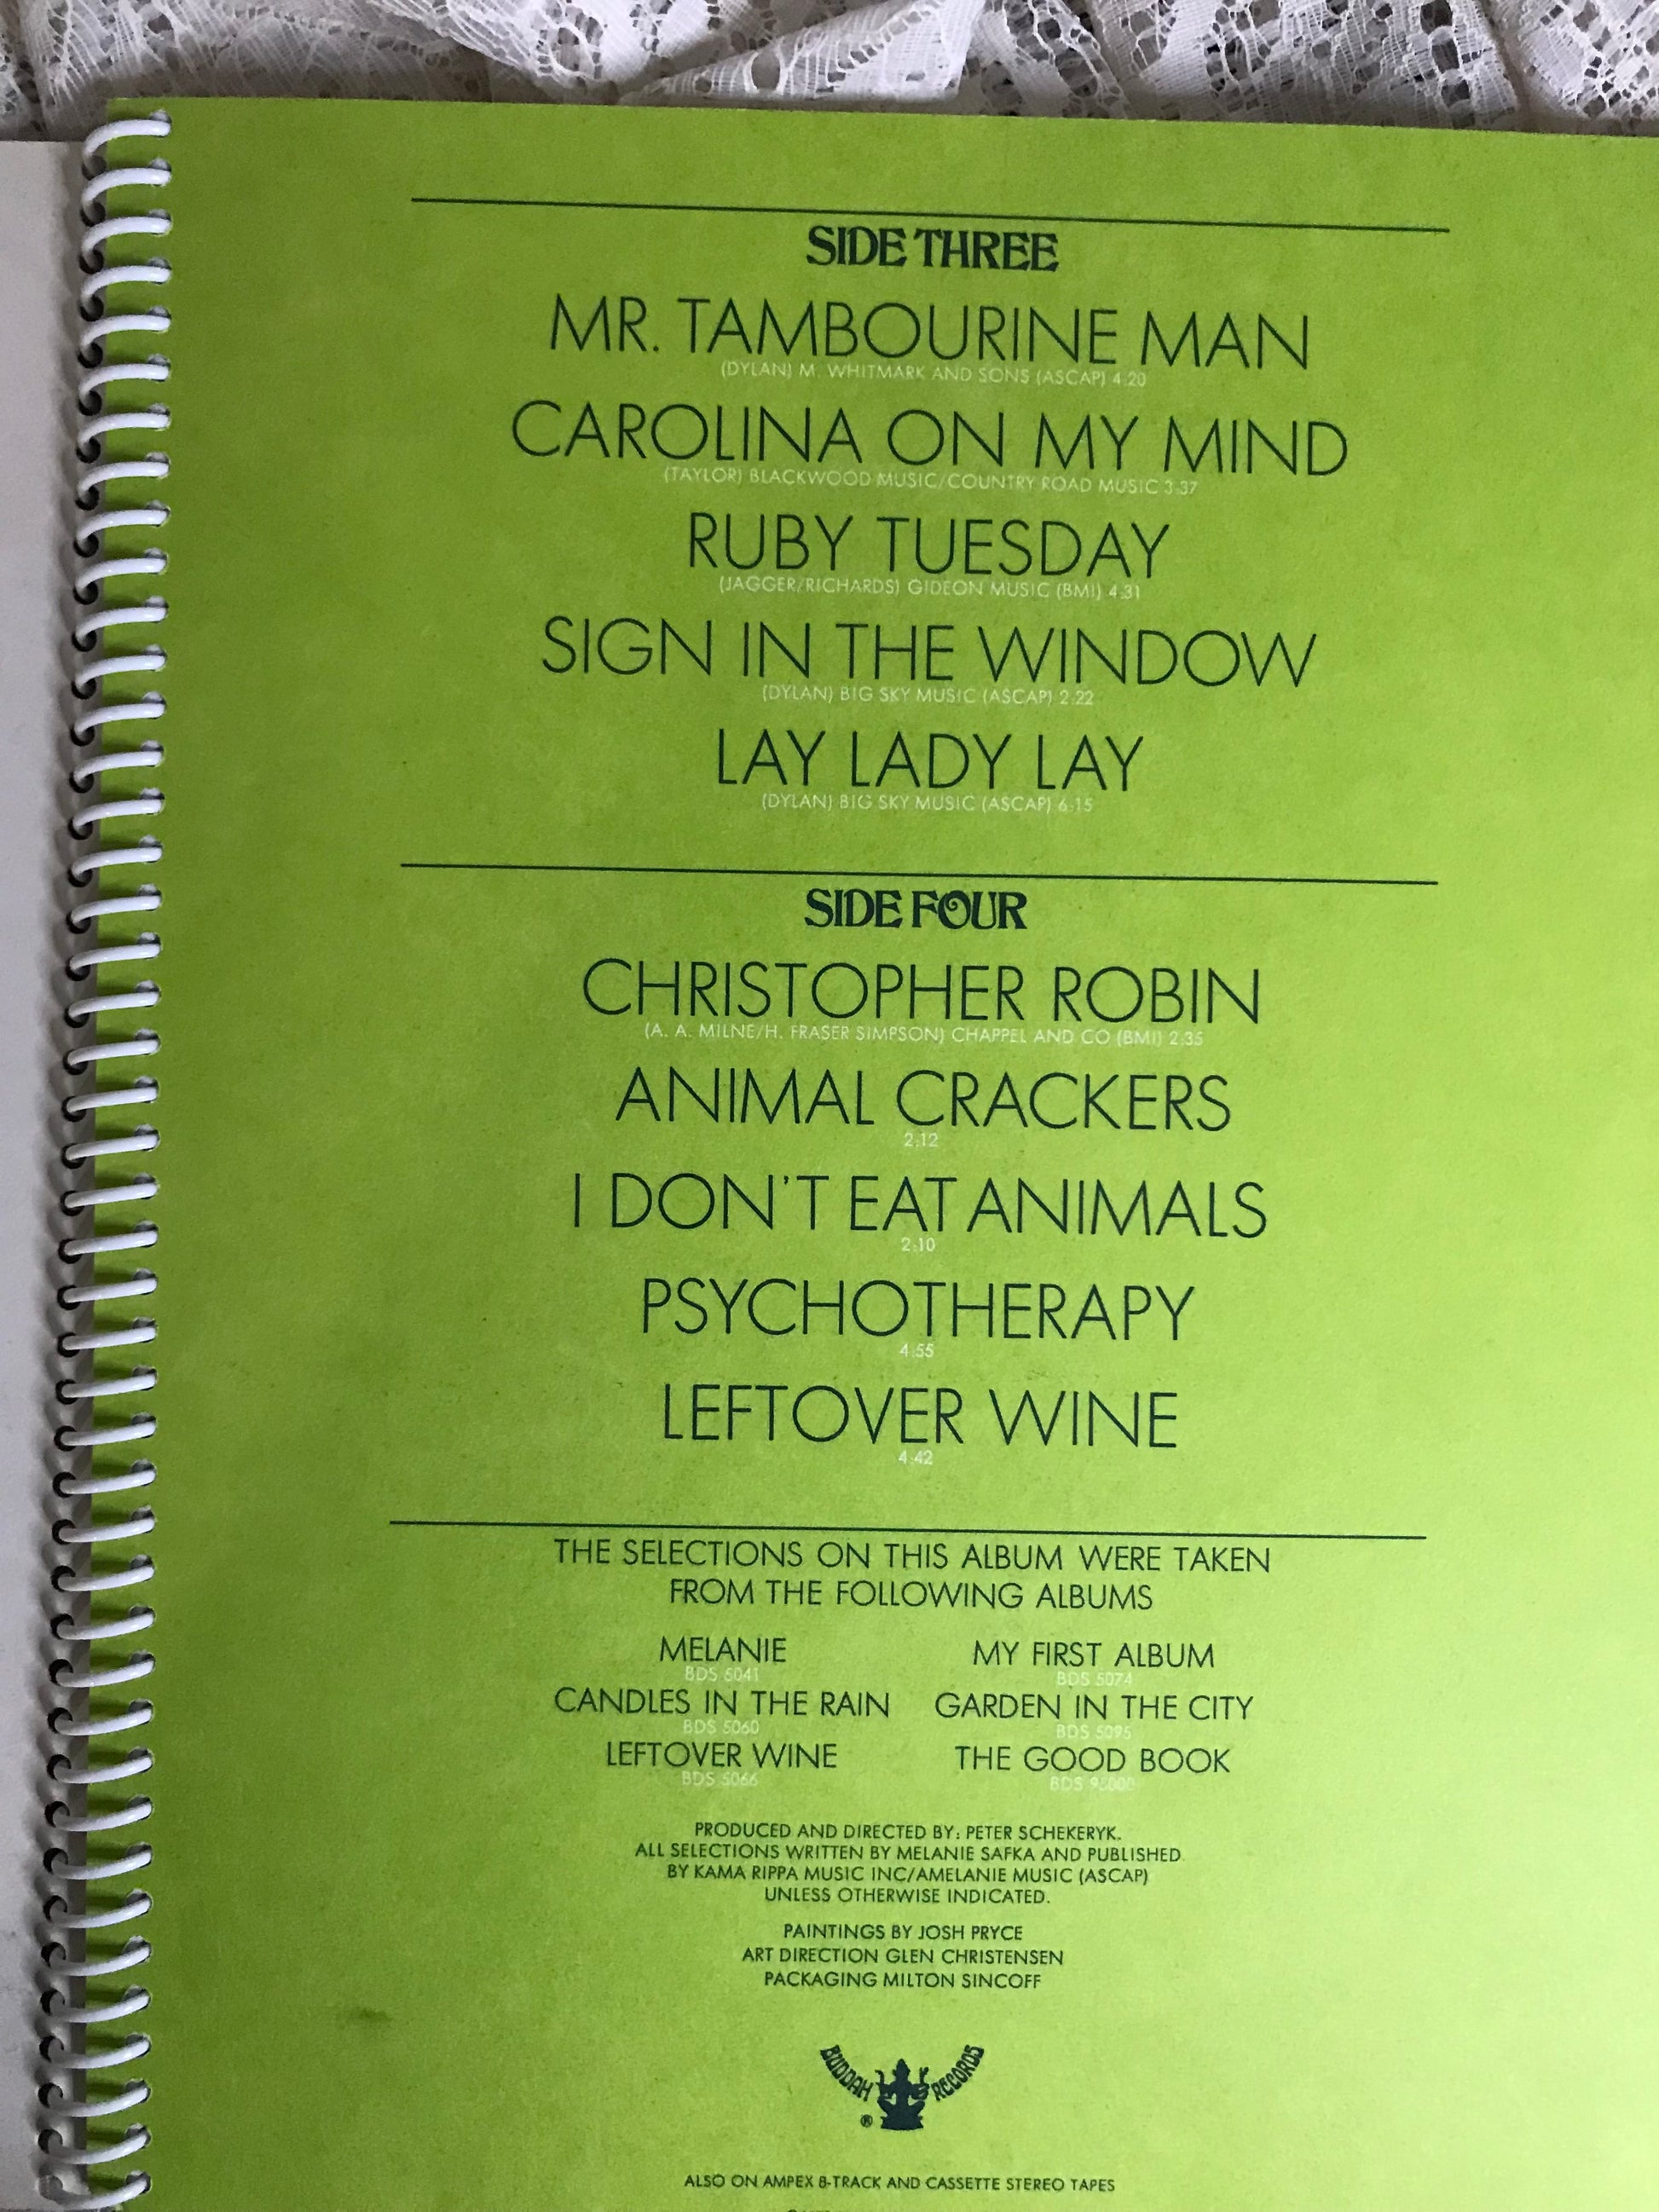 SIDE THREE
MR. TAMBOURINE MAN
(DYLAN) M. WHITMARK AND SONS (ASCAP) 4:20
CAROLINA ON MY MIND
(TAYLOR) BLACKWOOD MUSIC/COUNTRY ROAD MUSIC 3:37
RUBY TUESDAY
(JAGGER/RICHARDS) GIDEON MUSIC (BMI) 4:31
SIGN IN THE WINDOW
(DYLAN) BIG SKY MUSIC (ASCAP) 2:22
LAY LADY LAY
(DYLAN) BIG SKY MUSIC (ASCAP) 6:15
SIDE FOUR
CHRISTOPHER ROBIN
(A. A. MILNE/H. FRASER SIMPSON) CHAPPEL AND CO (BMI) 2:35
ANIMAL CRACKERS
2:12
I DON'T EAT ANIMALS
2:10
PSYCHOTHERAPY
4:55
LEFTOVER WINE
4:42
THE SELECTIONS ON THIS ALBUM WERE TAKEN
FROM THE FOLLOWING ALBUMS
MELANIE MY FIRST ALBUM
BDS 5041 BDS 5074
CANDLES IN THE RAIN GARDEN IN THE CITY
BDS 5060 BDS 5095
LEFTOVER WINE THE GOOD BOOK
BDS 5066 BDS
PRODUCED AND DIRECTED BY: PETER SCHEKERYK.
ALL SELECTIONS WRITTEN BY MELANIE SAFKA AND PUBLISHED
BY KAMA RIPPA MUSIC INC/AMELANIE MUSIC (ASCAP)
UNLESS OTHERWISE INDICATED.
PAINTINGS BY JOSH PRYCE
ART DIRECTION GLEN CHRISTENSEN
PACKAGING MILTON SINCOFF
BUDDAH RECORDS
®
ALSO ON AMPEX 8-TRACK AND CASSETTE STEREO TAPES